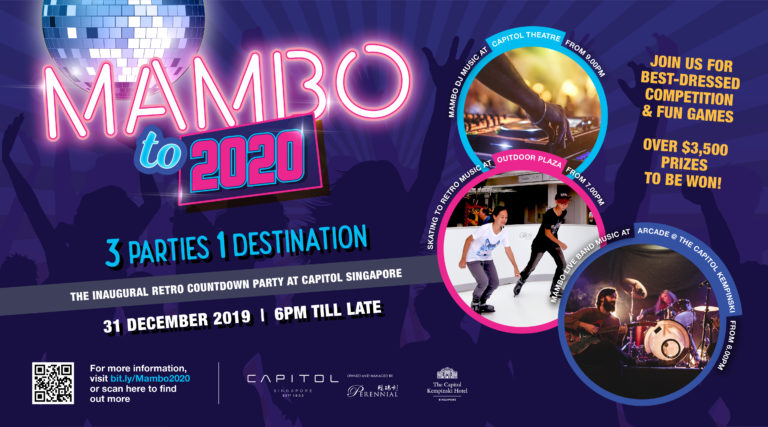 MAMBO
to 2020
3 PARTIES 1 DESTINATION
THE INAUGURAL RETRO COUNTDOWN PARTY AT CAPITOL SINGAPORE
31 DECEMBER 2019 | 6PM TILL LATE
MAMBO DJ MUSIC AT CAPITOL THEATRE FROM 9.00PM
SKATING TO RETRO MUSIC AT OUTDOOR PLAZA FROM 7.00PM
MAMBO LIVE BAND MUSIC AT ARCADE @ THE CAPITOL KEMPINSKI FROM 6.00PM
JOIN US FOR
BEST-DRESSED
COMPETITION
& FUN GAMES
OVER $3,500
PRIZES
TO BE WON!
For more information,
visit bit.ly/Mambo2020
or scan here to find
out more
CAPITOL
SINGAPORE
OWNED AND MANAGED BY
PERENNIAL
The Capitol
Kempinski Hotel
SINGAPORE